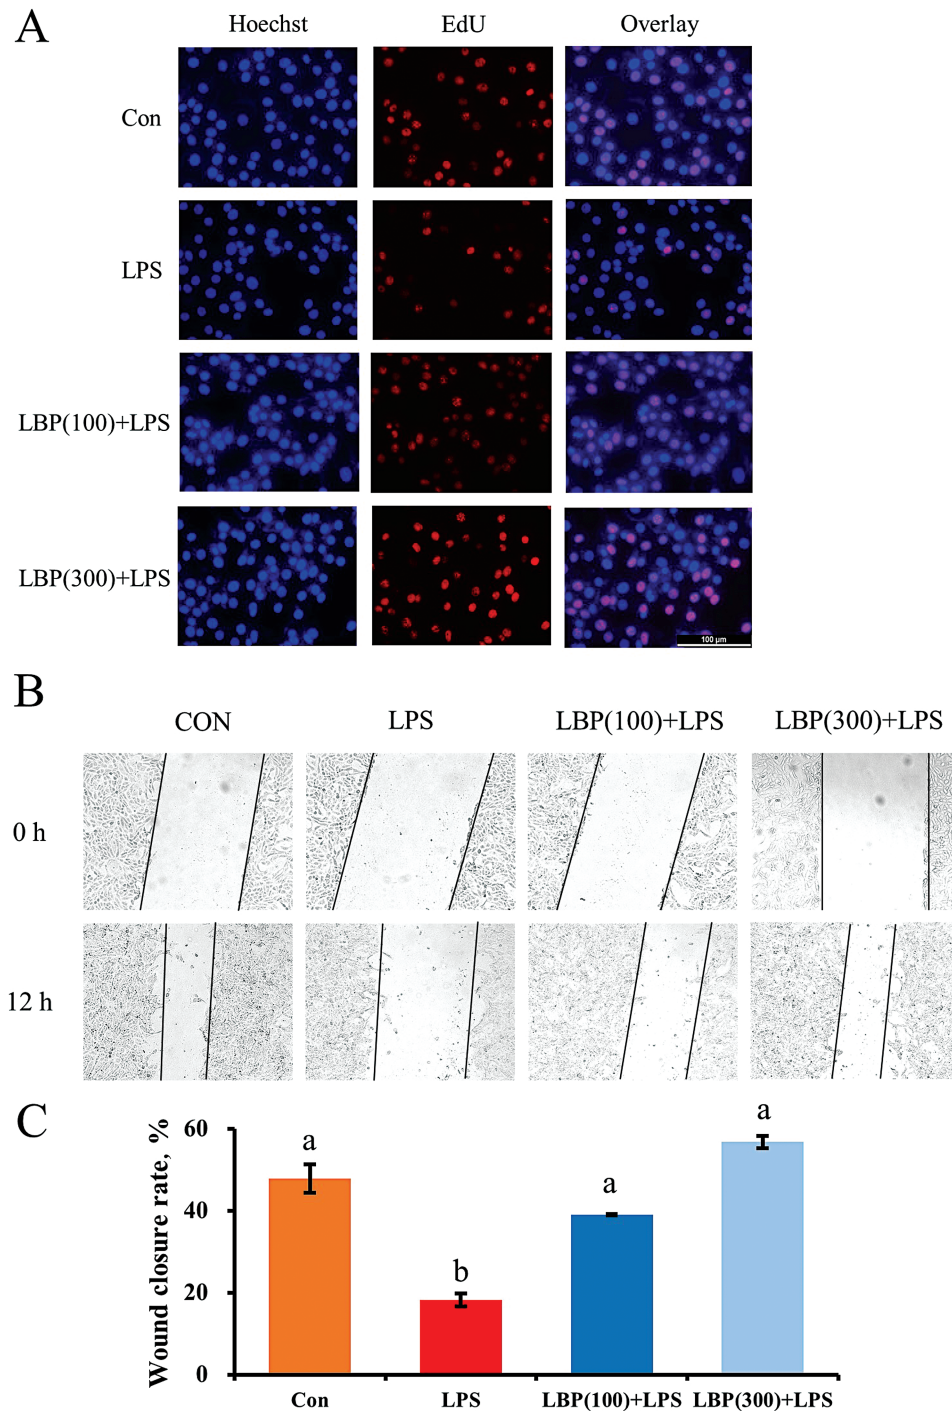 A
Hoechst EdU Overlay
Con
LPS
LBP(100)+LPS
LBP(300)+LPS
100 μm
B
CON LPS LBP(100)+LPS LBP(300)+LPS
0 h
12 h
C
Wound closure rate, %
60
40
20
0
a
b
a
a
Con LPS LBP(100)+LPS LBP(300)+LPS